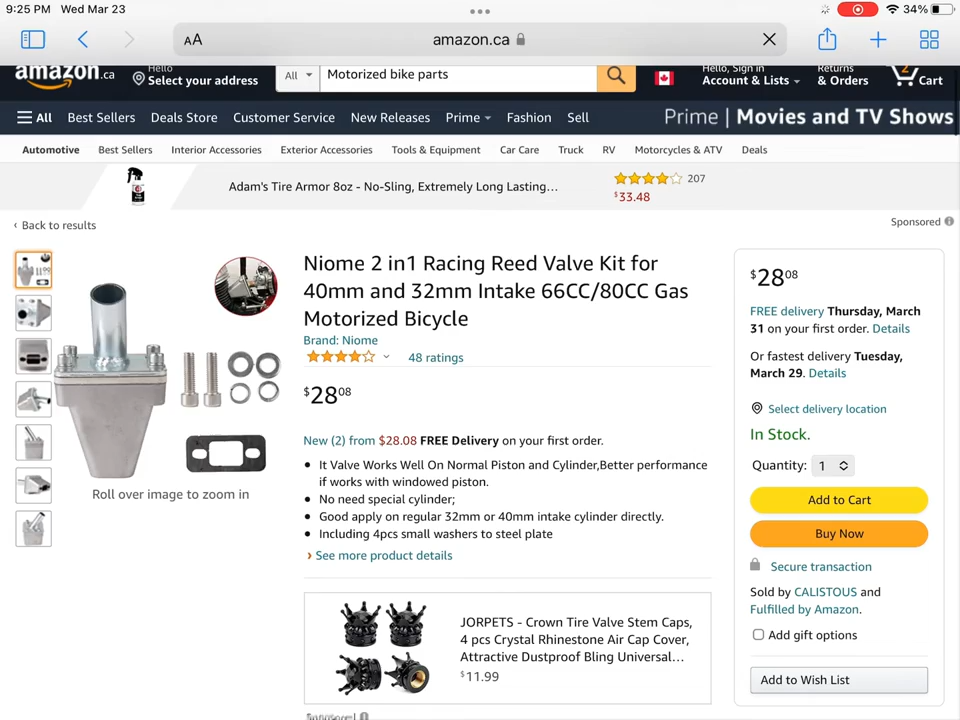 9:25 PM Wed Mar 23
34%
AA
amazon.ca
amazon.ca
Hello
Select your address
All
Motorized bike parts
Hello, Sign in
Account & Lists
Returns
& Orders
2
Cart
All Best Sellers Deals Store Customer Service New Releases Prime Fashion Sell
Prime | Movies and TV Shows
Automotive Best Sellers Interior Accessories Exterior Accessories Tools & Equipment Car Care Truck RV Motorcycles & ATV Deals
Adam's Tire Armor 8oz - No-Sling, Extremely Long Lasting…
207
$33.48
‹ Back to results
Sponsored
Niome 2 in1 Racing Reed Valve Kit for
40mm and 32mm Intake 66CC/80CC Gas
Motorized Bicycle
Brand: Niome
48 ratings
$2808
New (2) from $28.08 FREE Delivery on your first order.
• It Valve Works Well On Normal Piston and Cylinder,Better performance
if works with windowed piston.
• No need special cylinder;
• Good apply on regular 32mm or 40mm intake cylinder directly.
• Including 4pcs small washers to steel plate
› See more product details
Roll over image to zoom in
JORPETS - Crown Tire Valve Stem Caps,
4 pcs Crystal Rhinestone Air Cap Cover,
Attractive Dustproof Bling Universal…
$11.99
Sponsored
$2808
FREE delivery Thursday, March
31 on your first order. Details
Or fastest delivery Tuesday,
March 29. Details
Select delivery location
In Stock.
Quantity: 1
Add to Cart
Buy Now
Secure transaction
Sold by CALISTOUS and
Fulfilled by Amazon.
Add gift options
Add to Wish List